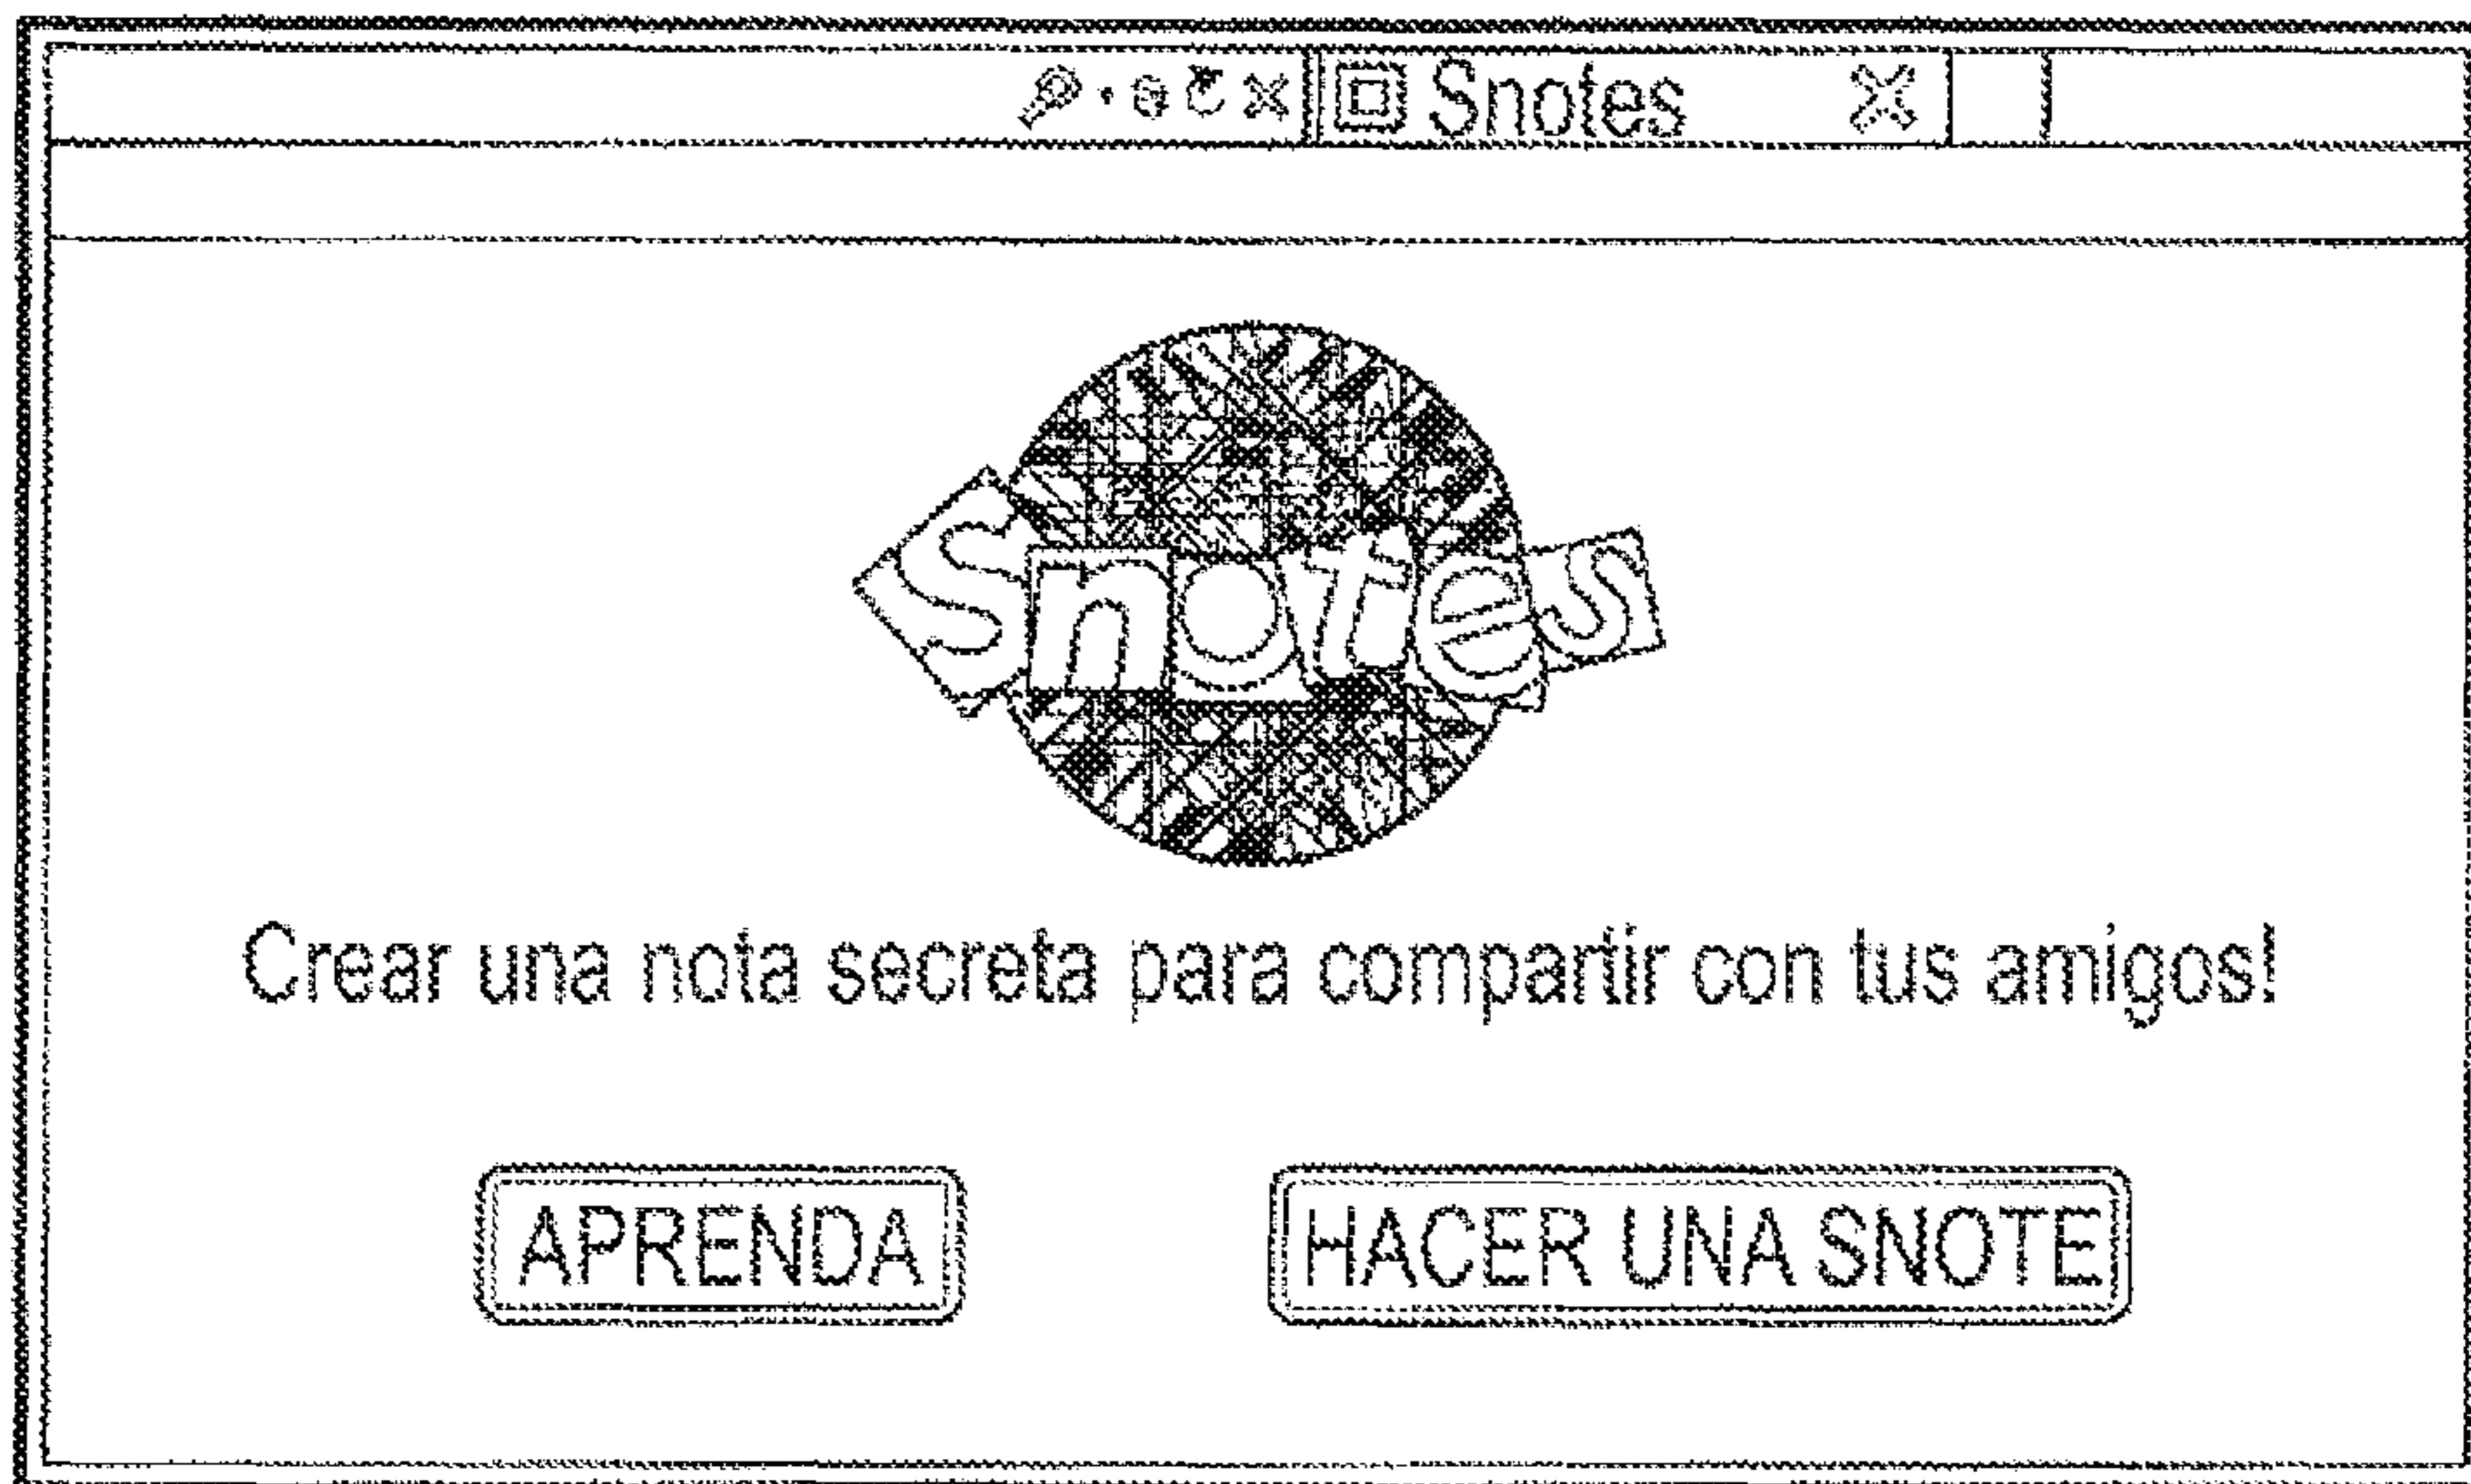 Snotes
Snotes
Crear una nota secreta para compartir con tus amigos!
APRENDA
HACER UNA SNOTE